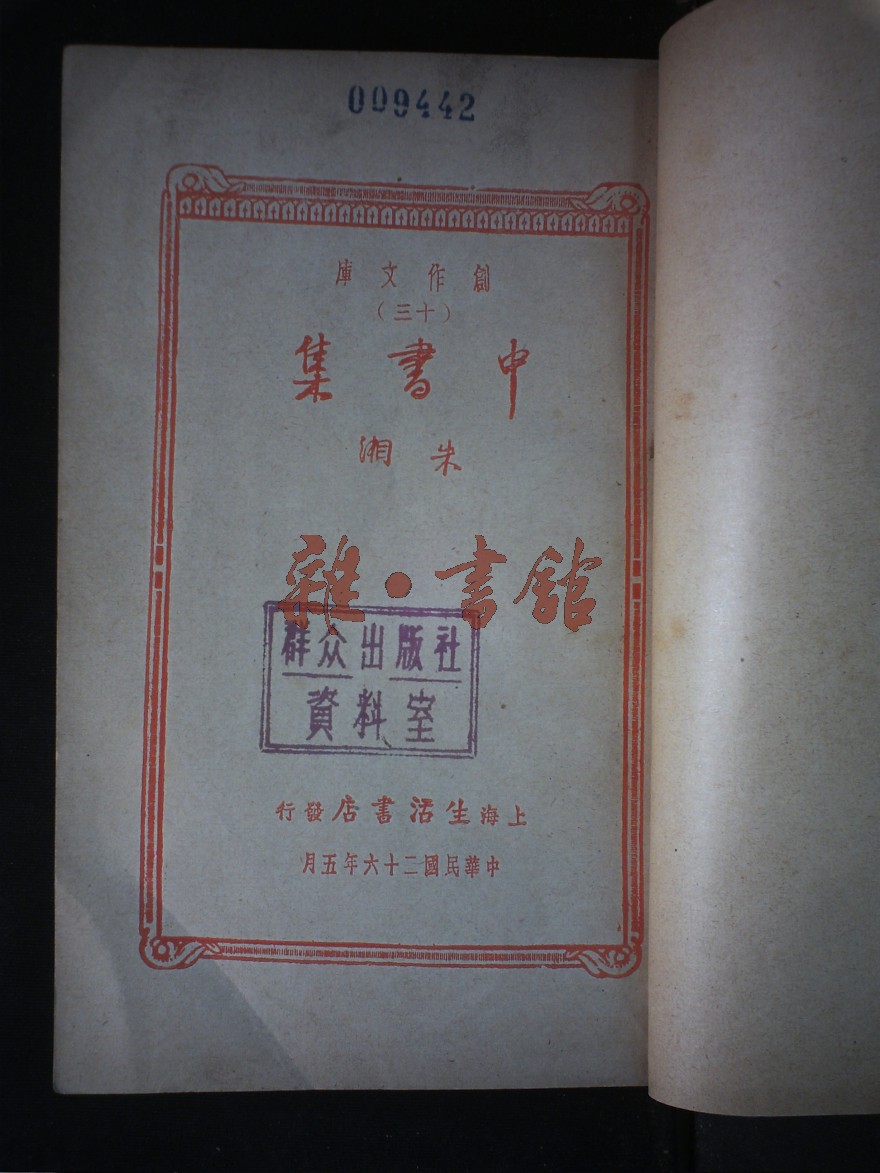 009442
創作文庫
（十三）
中書集
朱湘
雜·書舘
群众出版社
資料室
上海生活書店發行
中華民國二十六年五月